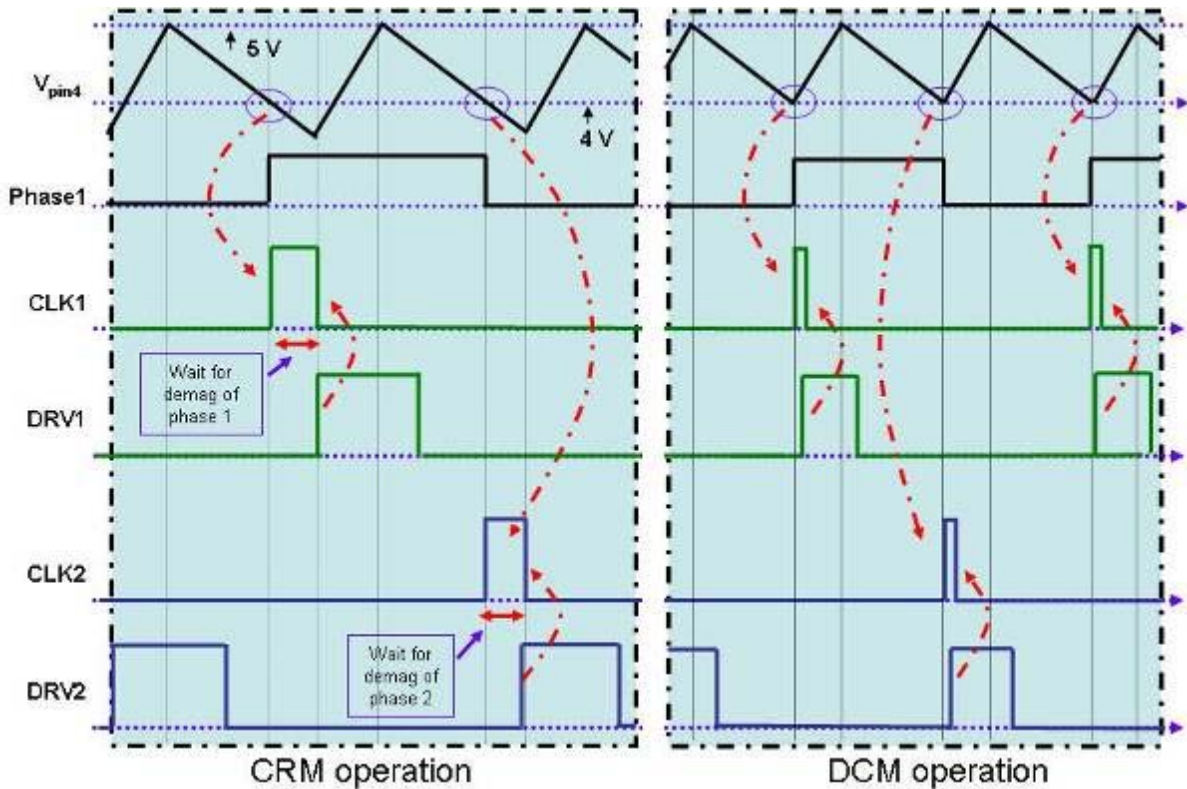 5 V
V_pin4
4 V
Phase1
CLK1
Wait for
demag of
phase 1
DRV1
CLK2
Wait for
demag of
phase 2
DRV2
CRM operation
DCM operation